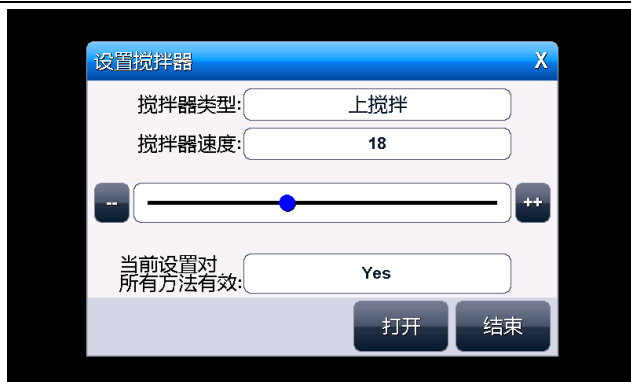 设置搅拌器 X
搅拌器类型: 上搅拌
搅拌器速度: 18
-- ++
当前设置对
所有方法有效: Yes
打开 结束